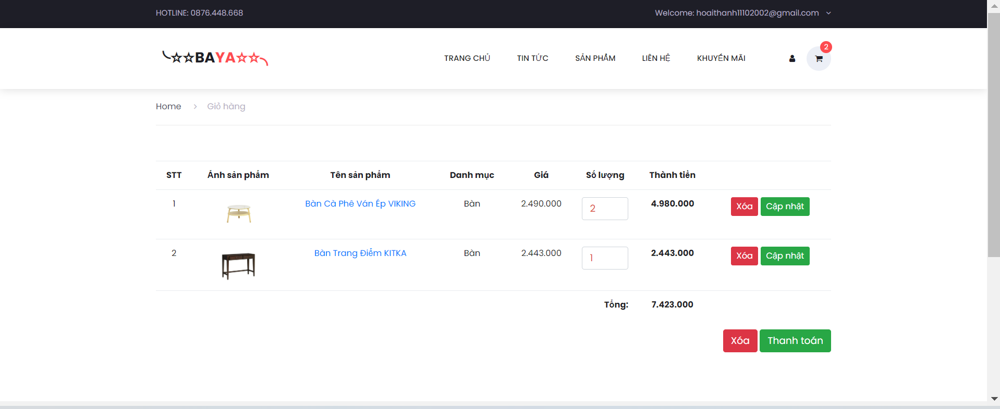 HOTLINE: 0876.448.668 Welcome: hoaithanh11102002@gmail.com
╰☆☆BAYA☆☆╮ TRANG CHỦ TIN TỨC SẢN PHẨM LIÊN HỆ KHUYẾN MÃI 2
Home > Giỏ hàng
STT Ảnh sản phẩm Tên sản phẩm Danh mục Giá Số lượng Thành tiền
1 Bàn Cà Phê Ván Ép VIKING Bàn 2.490.000 2 4.980.000 Xóa Cập nhật
2 Bàn Trang Điểm KITKA Bàn 2.443.000 1 2.443.000 Xóa Cập nhật
Tổng: 7.423.000
Xóa Thanh toán